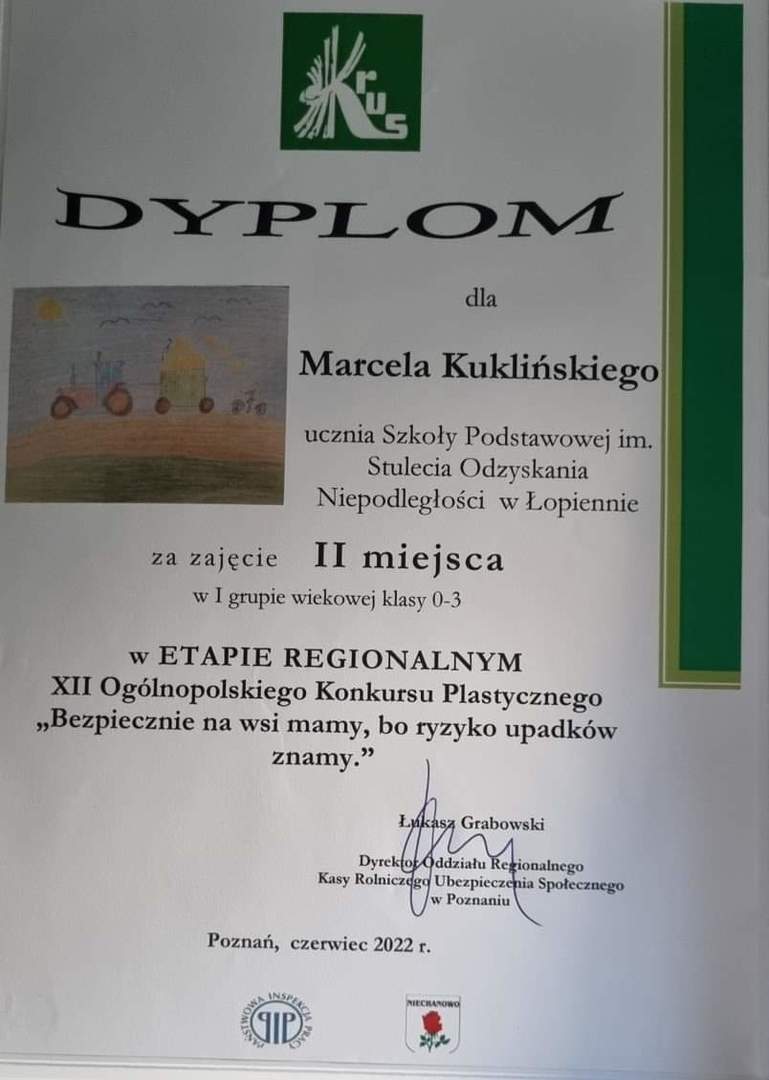 Krus
DYPLOM
dla
Marcela Kuklińskiego
ucznia Szkoły Podstawowej im.
Stulecia Odzyskania
Niepodległości w Łopiennie
za zajęcie II miejsca
w I grupie wiekowej klasy 0-3
w ETAPIE REGIONALNYM
XII Ogólnopolskiego Konkursu Plastycznego
„Bezpiecznie na wsi mamy, bo ryzyko upadków
znamy.”
Łukasz Grabowski
Dyrektor Oddziału Regionalnego
Kasy Rolniczego Ubezpieczenia Społecznego
w Poznaniu
Poznań, czerwiec 2022 r.
PAŃSTWOWA INSPEKCJA PRACY
PIP
NIECHANOWO